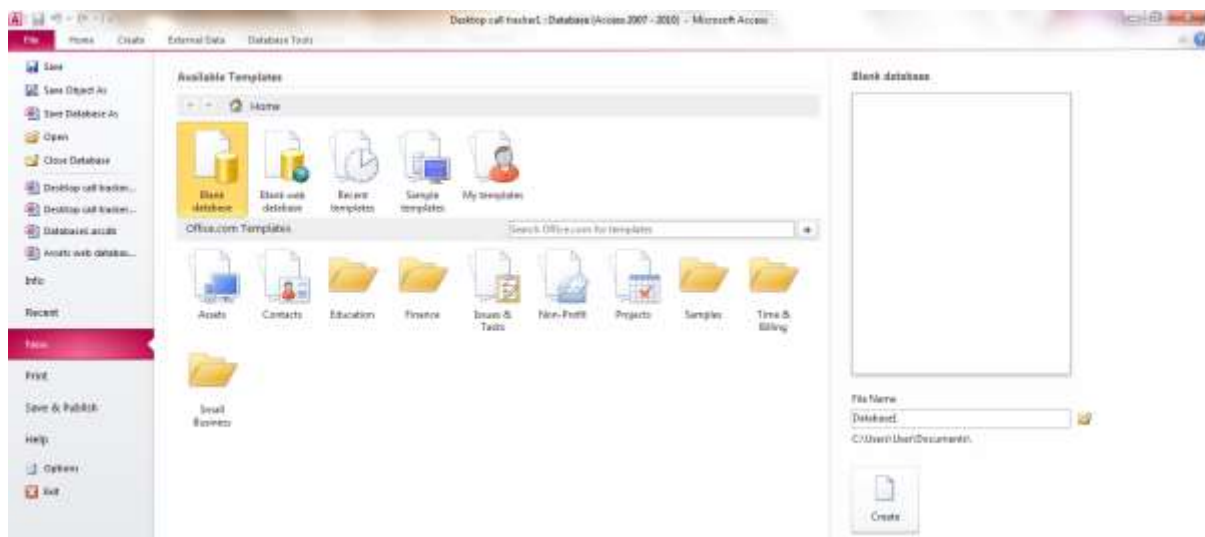 Desktop call tracker1 : Database (Access 2007 - 2010) - Microsoft Access
File Home Create External Data Database Tools
Save
Save Object As
Save Database As
Open
Close Database
Desktop call tracker...
Desktop call tracker...
Database1.accdb
Assets web databas...
Info
Recent
New
Print
Save & Publish
Help
Options
Exit
Available Templates
Home
Blank database
Blank web database
Recent templates
Sample templates
My templates
Office.com Templates
Search Office.com for templates
Assets
Contacts
Education
Finance
Issues & Tasks
Non-Profit
Projects
Samples
Time & Billing
Small Business
Blank database
File Name
Database1
C:\Users\User\Documents\
Create